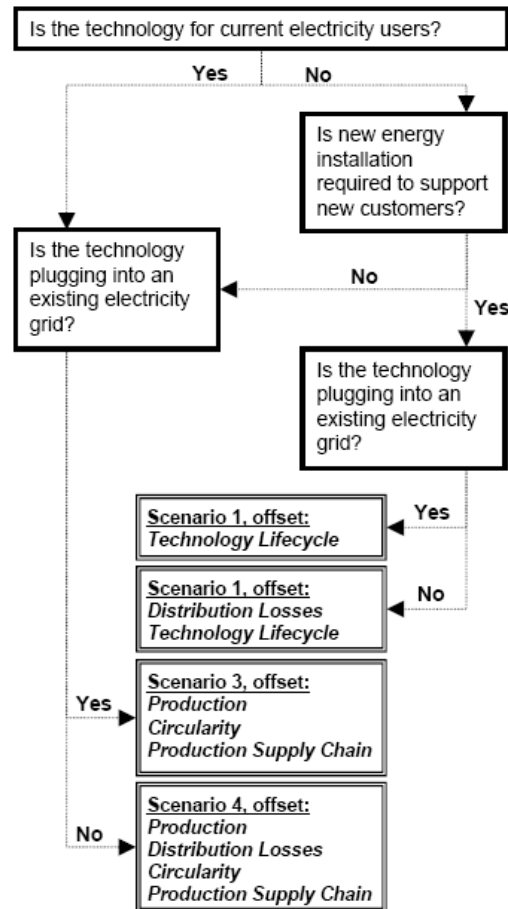 Is the technology for current electricity users?
Yes
No
Is new energy
installation
required to support
new customers?
Is the technology
plugging into an
existing electricity
grid?
No
Yes
Is the technology
plugging into an
existing electricity
grid?
Scenario 1, offset:
Technology Lifecycle
Yes
Scenario 1, offset:
Distribution Losses
Technology Lifecycle
No
Yes
Scenario 3, offset:
Production
Circularity
Production Supply Chain
No
Scenario 4, offset:
Production
Distribution Losses
Circularity
Production Supply Chain